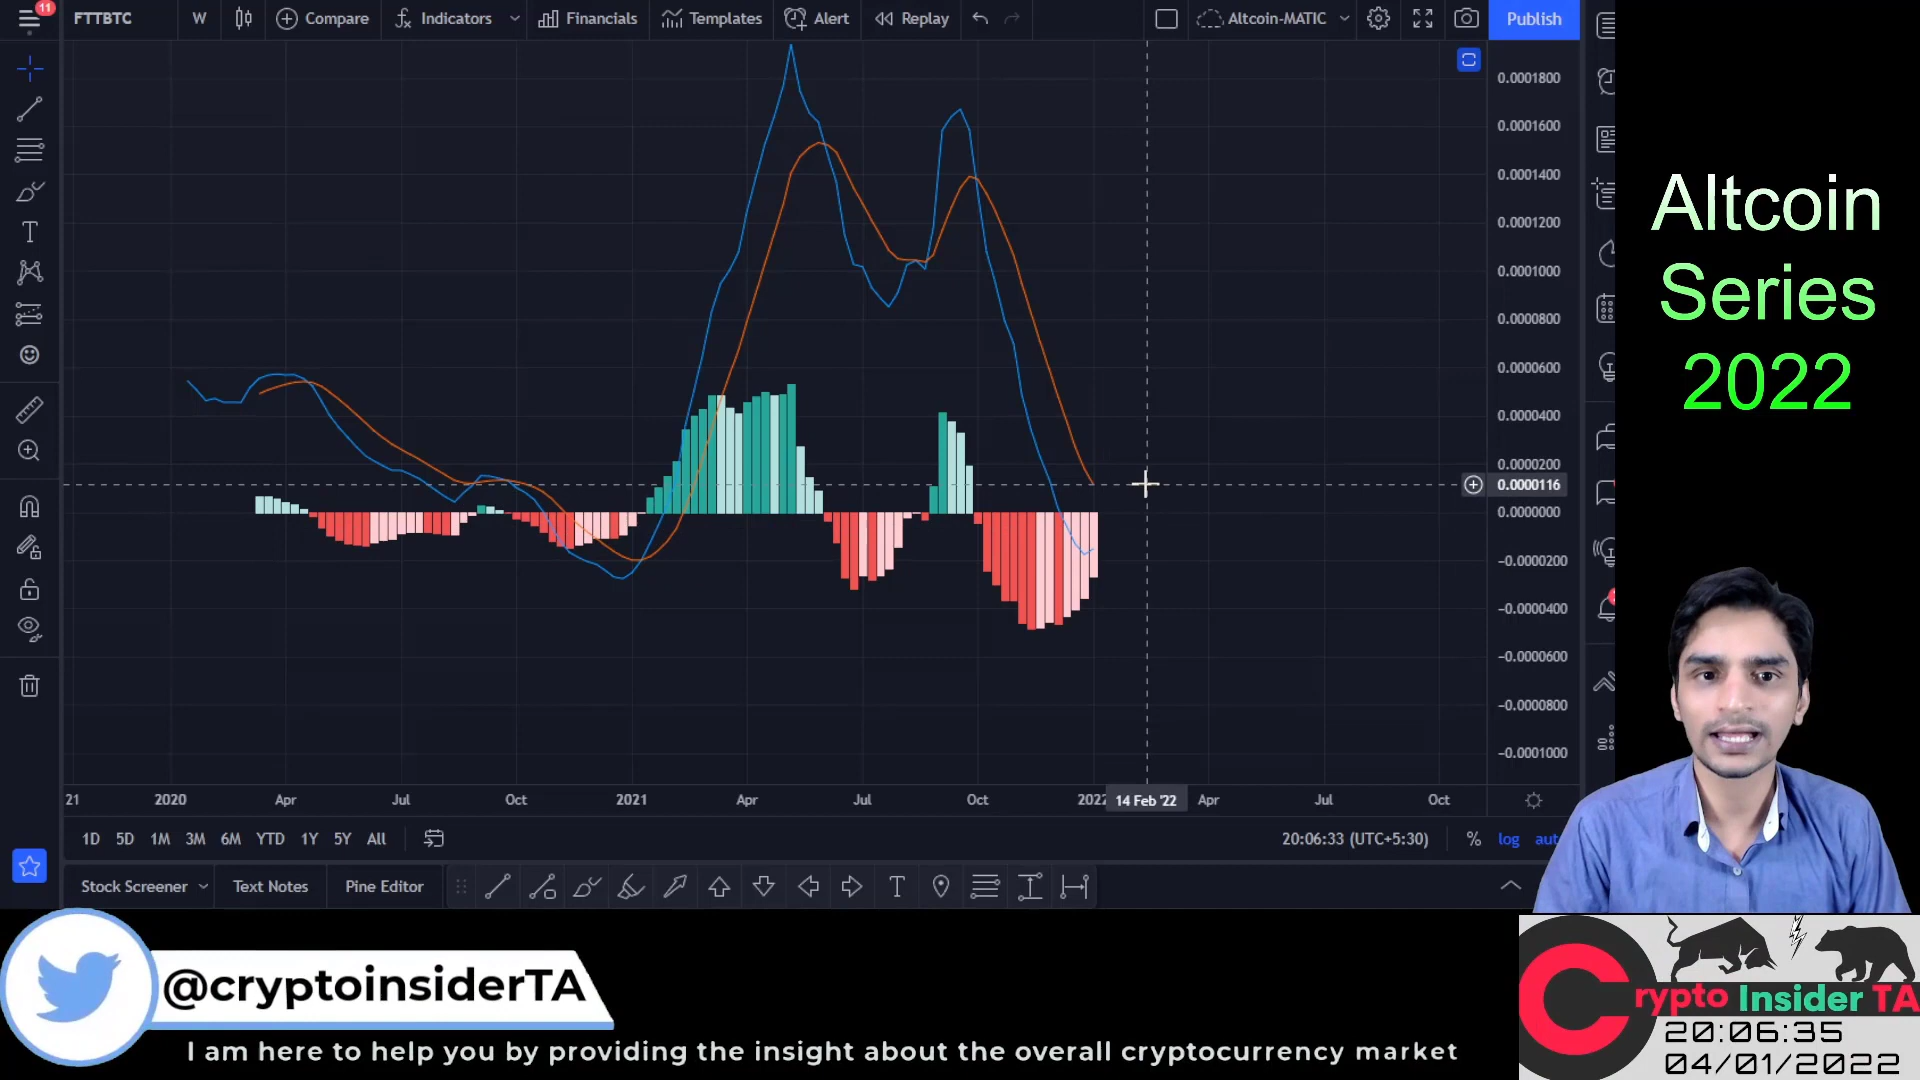 11
FTTBTC W Compare Indicators Financials Templates Alert Replay Altcoin-MATIC Publish
0.0001800
0.0001600
0.0001400
0.0001200
0.0001000
0.0000800
0.0000600
0.0000400
0.0000200
0.0000116
0.0000000
-0.0000200
-0.0000400
-0.0000600
-0.0000800
-0.0001000
21 2020 Apr Jul Oct 2021 Apr Jul Oct 2022 14 Feb '22 Apr Jul Oct
1D 5D 1M 3M 6M YTD 1Y 5Y All 20:06:33 (UTC+5:30) % log aut
Stock Screener Text Notes Pine Editor
Altcoin
Series
2022
@cryptoinsiderTA
I am here to help you by providing the insight about the overall cryptocurrency market
Crypto Insider TA
20:06:35
04/01/2022